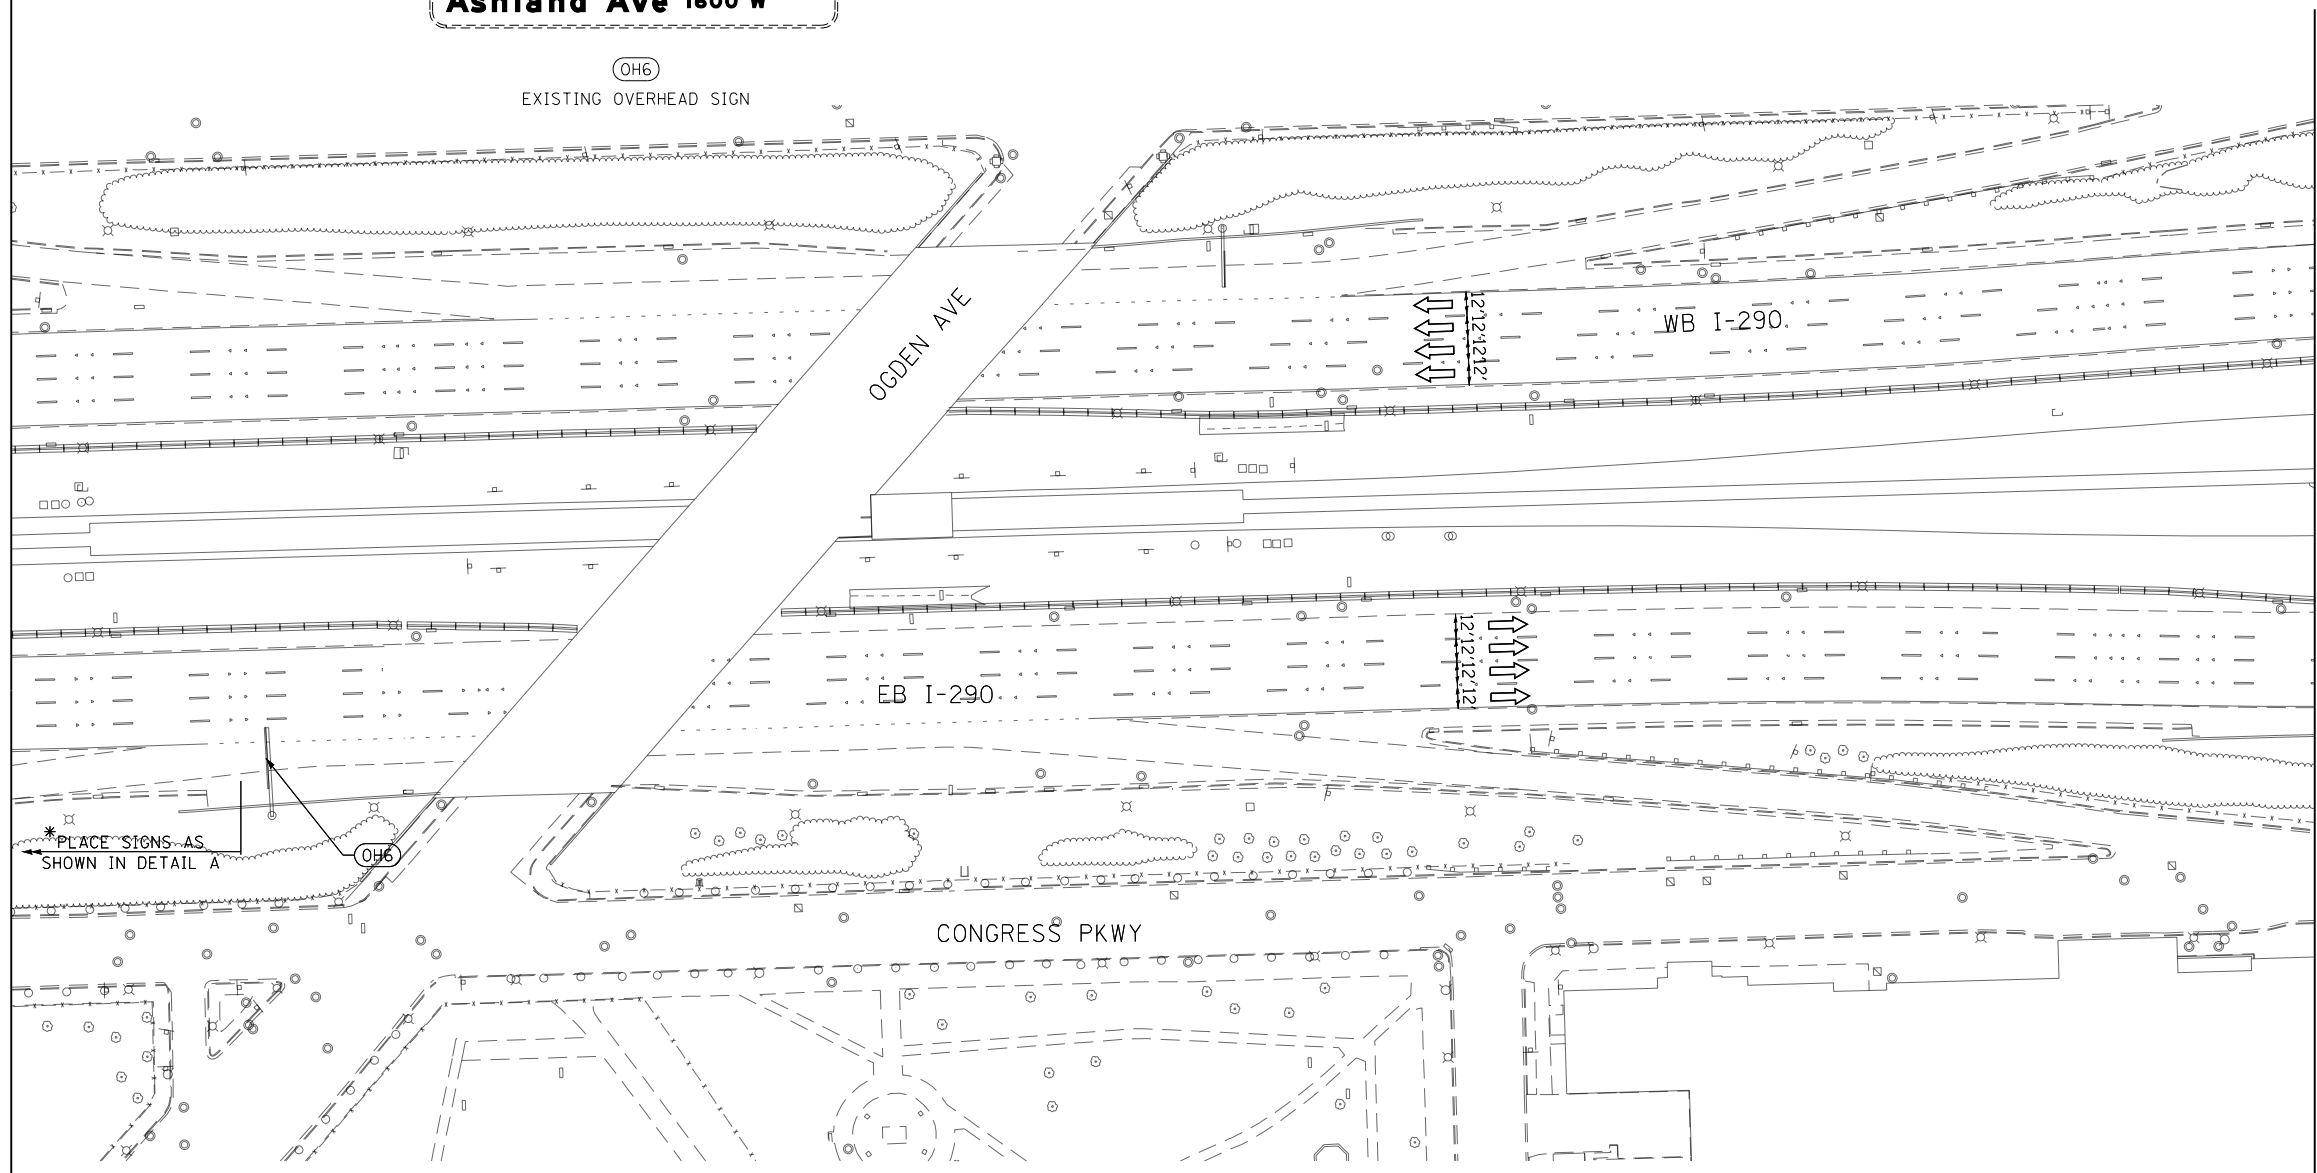 Ashland Ave 1600 W
OH6
EXISTING OVERHEAD SIGN
OGDEN AVE
12' 12' 12' 12'
WB I-290
12' 12' 12' 12'
EB I-290
*PLACE SIGNS AS
SHOWN IN DETAIL A
OH6
CONGRESS PKWY